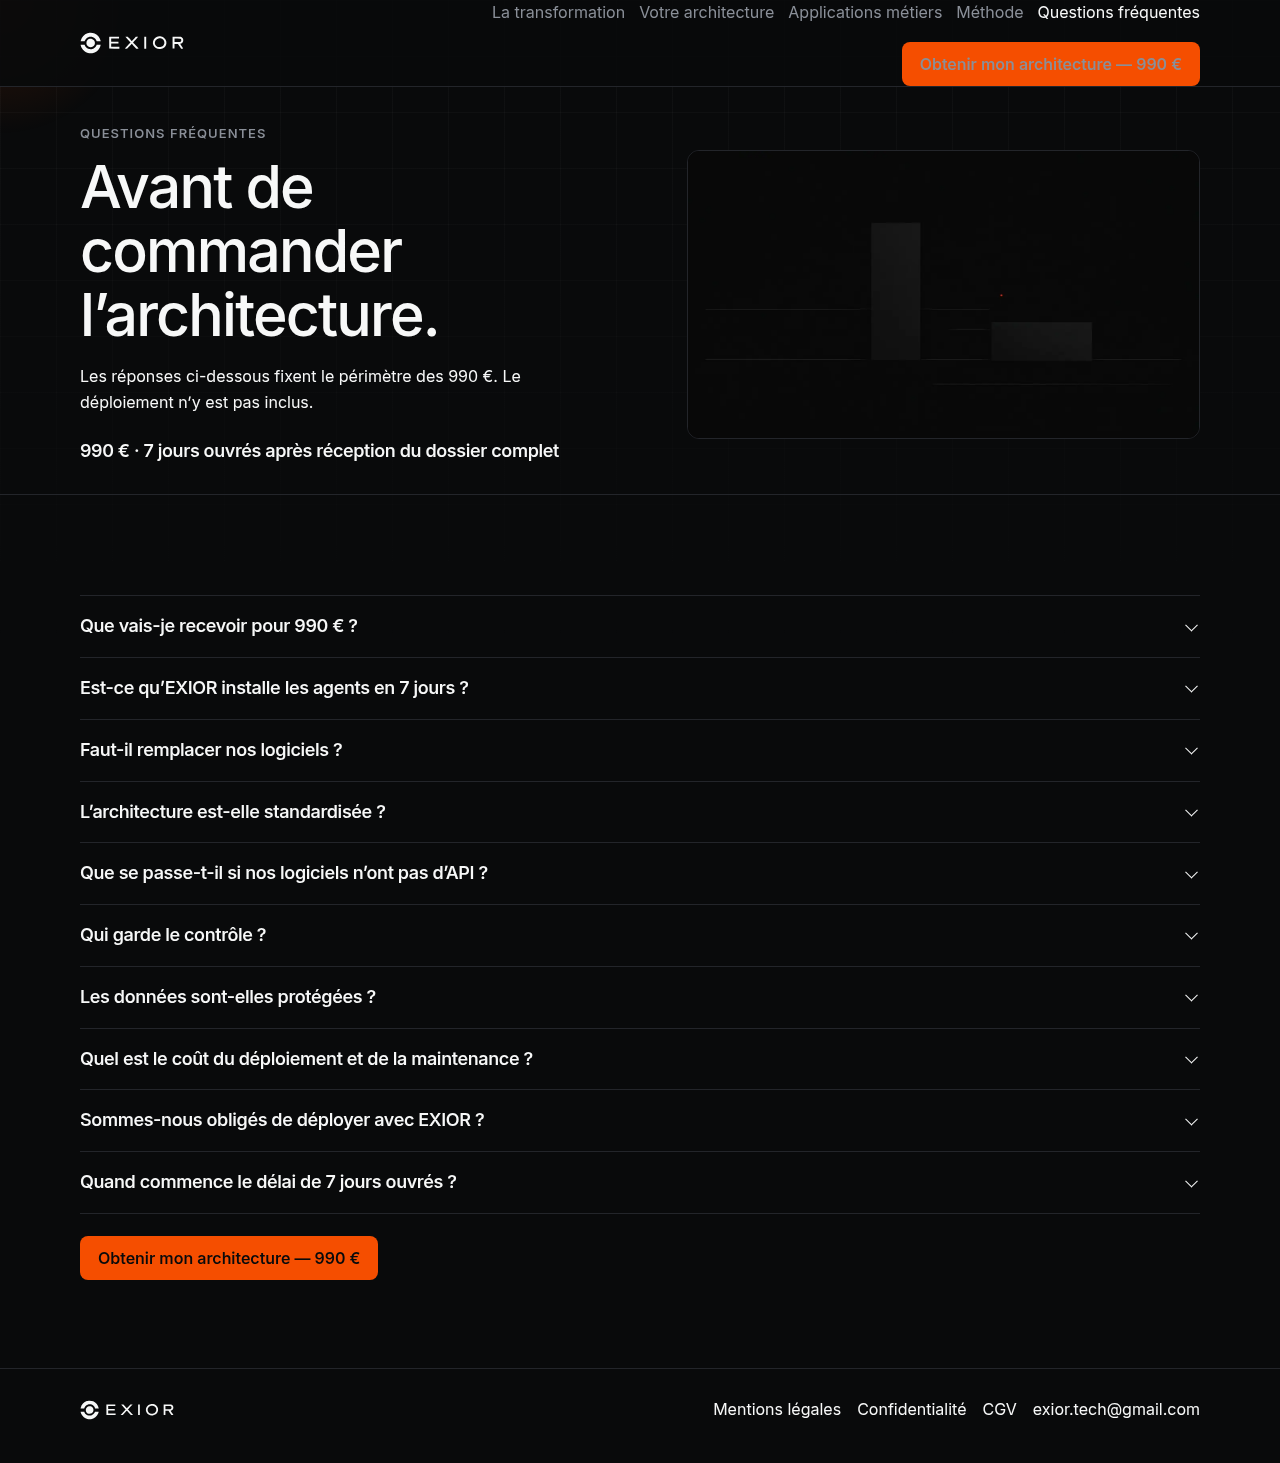 La transformation Votre architecture Applications métiers Méthode Questions fréquentes
EXIOR
Obtenir mon architecture — 990 €
QUESTIONS FRÉQUENTES
Avant de
commander
l’architecture.
Les réponses ci-dessous fixent le périmètre des 990 €. Le
déploiement n’y est pas inclus.
990 € · 7 jours ouvrés après réception du dossier complet
Que vais-je recevoir pour 990 € ?
Est-ce qu’EXIOR installe les agents en 7 jours ?
Faut-il remplacer nos logiciels ?
L’architecture est-elle standardisée ?
Que se passe-t-il si nos logiciels n’ont pas d’API ?
Qui garde le contrôle ?
Les données sont-elles protégées ?
Quel est le coût du déploiement et de la maintenance ?
Sommes-nous obligés de déployer avec EXIOR ?
Quand commence le délai de 7 jours ouvrés ?
Obtenir mon architecture — 990 €
EXIOR
Mentions légales Confidentialité CGV exior.tech@gmail.com